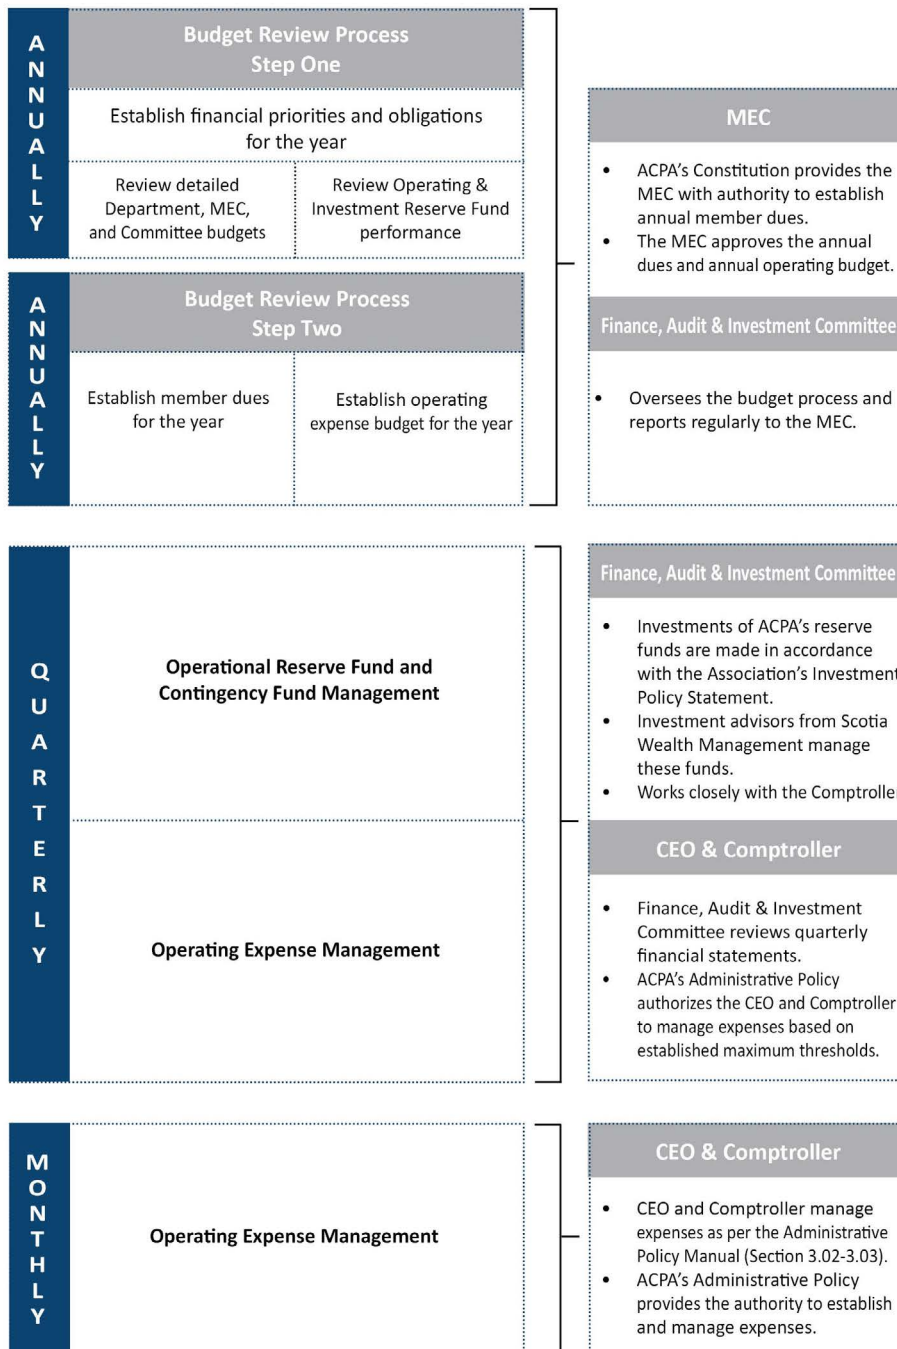 ANNUALLY
Budget Review Process
Step One
Establish financial priorities and obligations
for the year
Review detailed
Department, MEC,
and Committee budgets
Review Operating &
Investment Reserve Fund
performance
ANNUALLY
Budget Review Process
Step Two
Establish member dues
for the year
Establish operating
expense budget for the year
MEC
• ACPA's Constitution provides the
MEC with authority to establish
annual member dues.
• The MEC approves the annual
dues and annual operating budget.
Finance, Audit & Investment Committee
• Oversees the budget process and
reports regularly to the MEC.
QUARTERLY
Operational Reserve Fund and
Contingency Fund Management
Operating Expense Management
Finance, Audit & Investment Committee
• Investments of ACPA's reserve
funds are made in accordance
with the Association's Investment
Policy Statement.
• Investment advisors from Scotia
Wealth Management manage
these funds.
• Works closely with the Comptroller
CEO & Comptroller
• Finance, Audit & Investment
Committee reviews quarterly
financial statements.
• ACPA's Administrative Policy
authorizes the CEO and Comptroller
to manage expenses based on
established maximum thresholds.
MONTHLY
Operating Expense Management
CEO & Comptroller
• CEO and Comptroller manage
expenses as per the Administrative
Policy Manual (Section 3.02-3.03).
• ACPA's Administrative Policy
provides the authority to establish
and manage expenses.